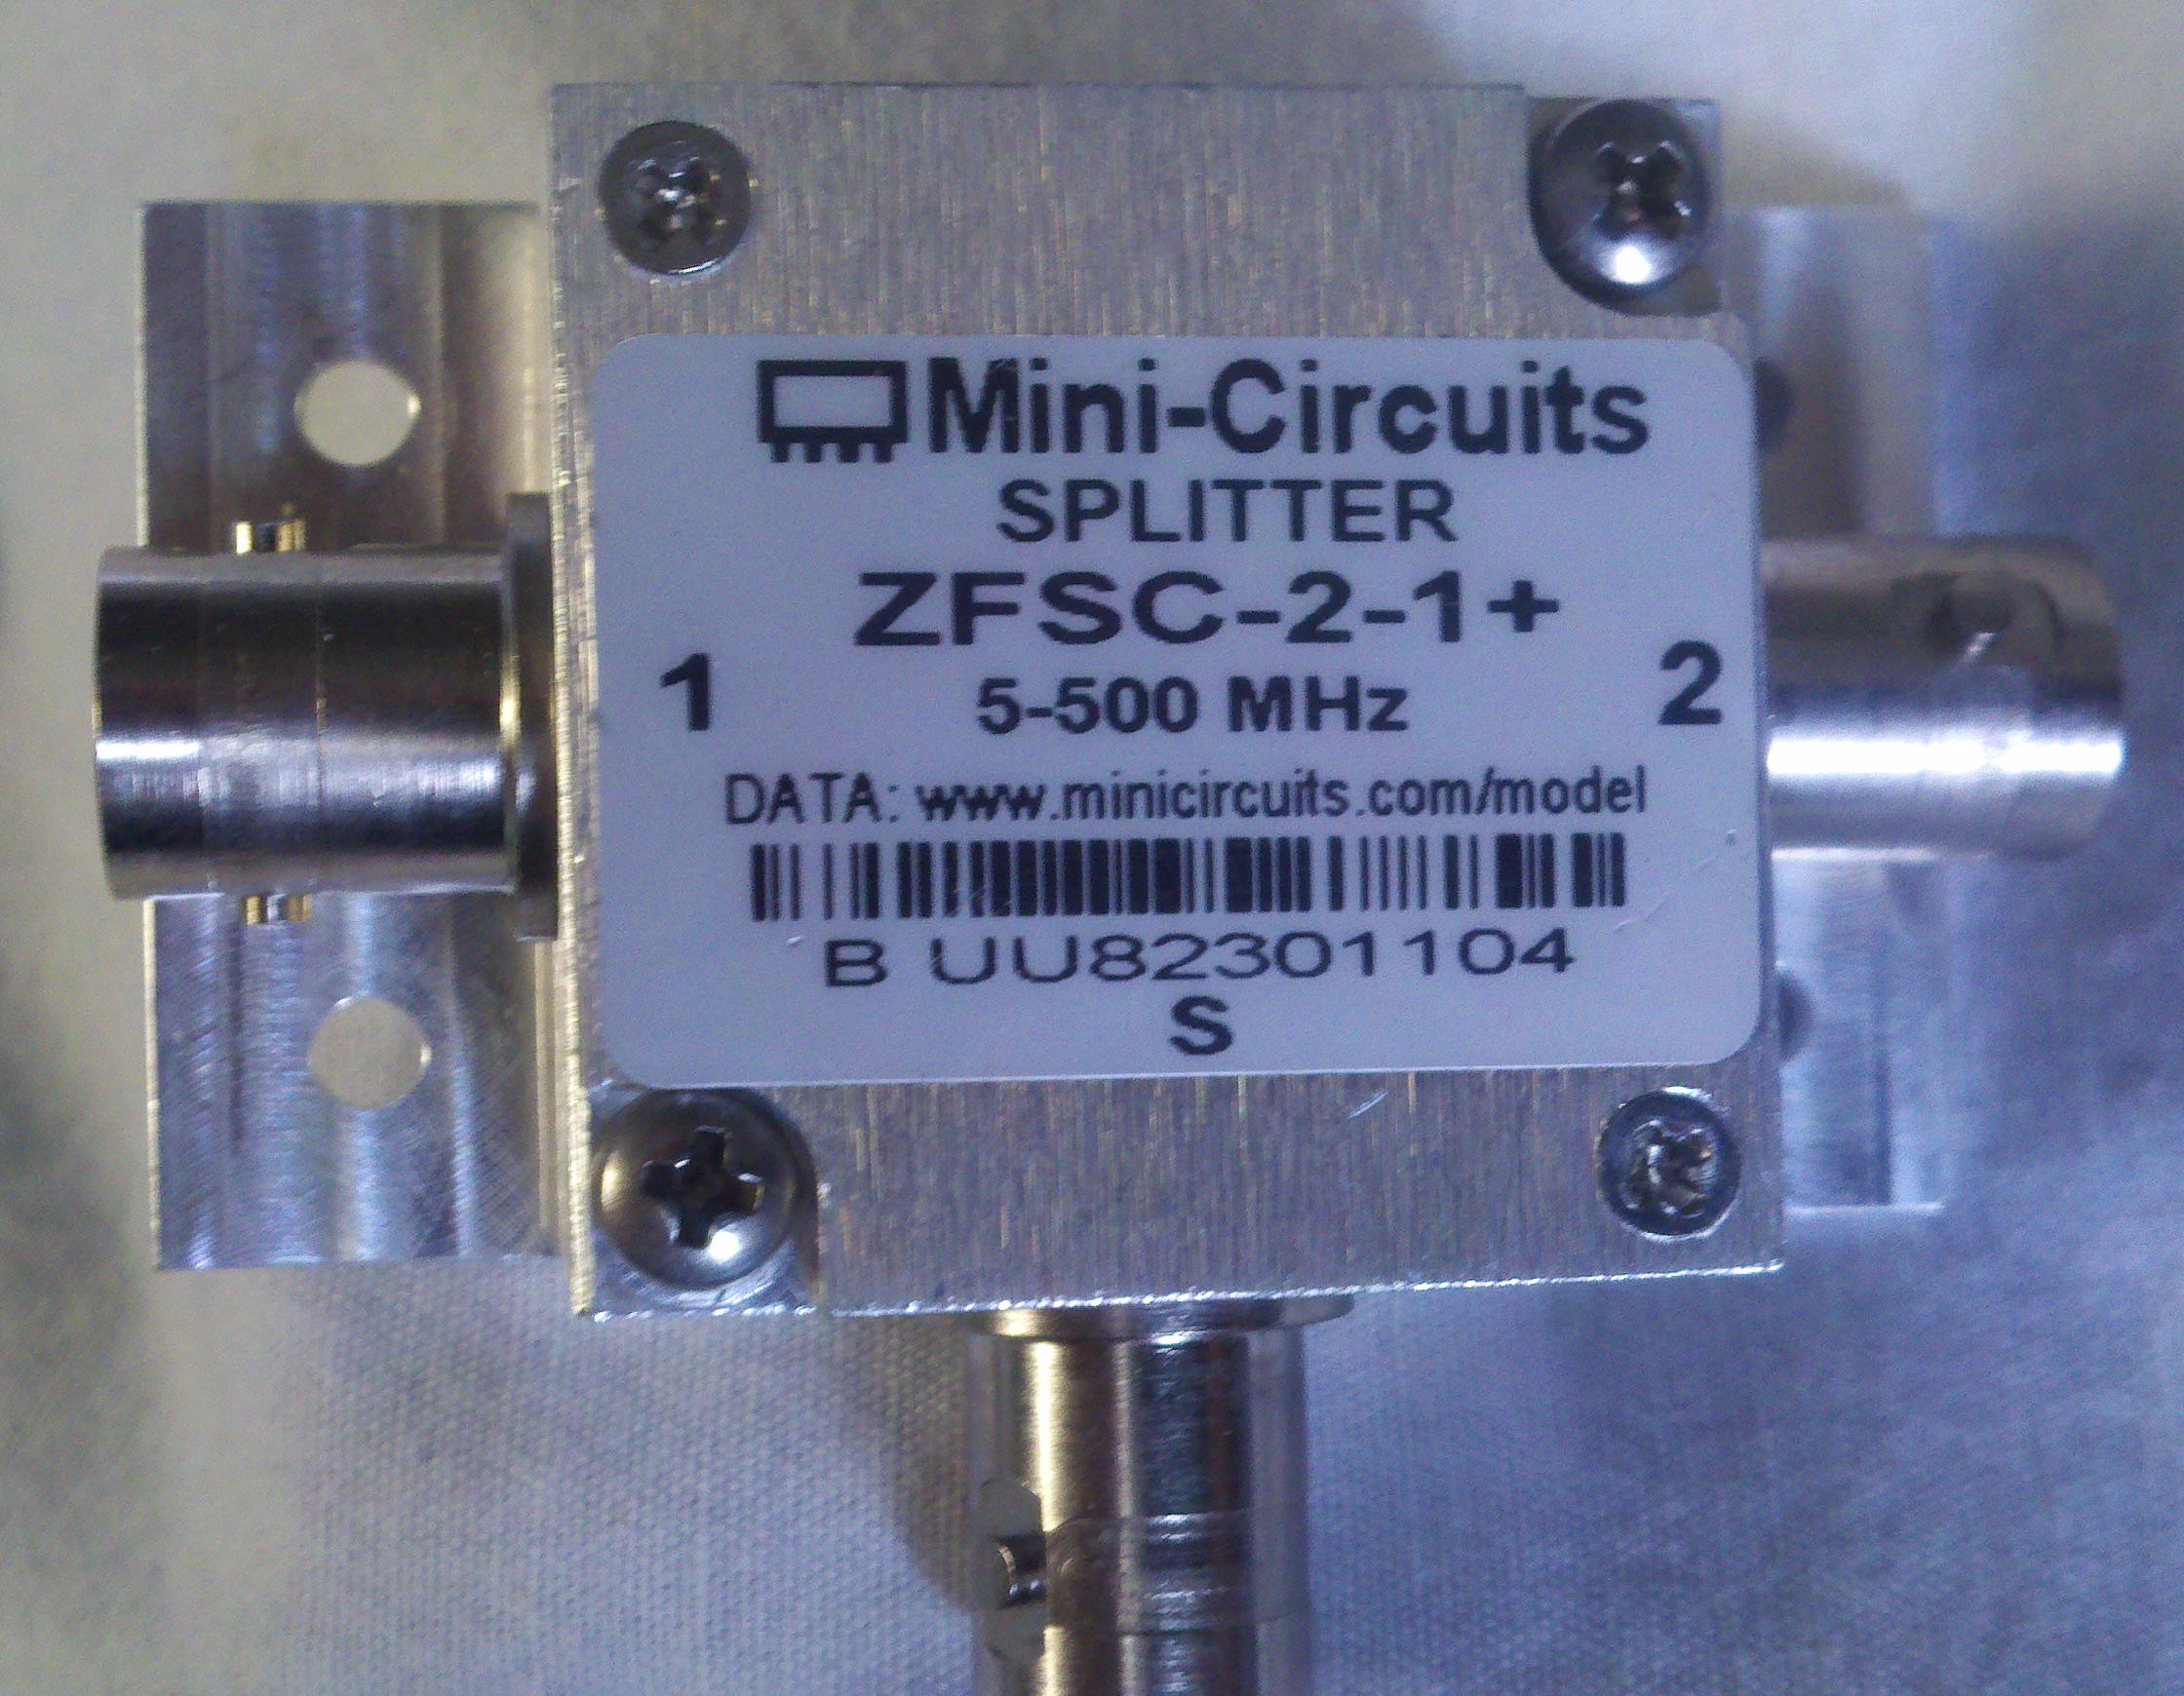 Mini-Circuits
SPLITTER
ZFSC-2-1+
1 5-500 MHz 2
DATA: www.minicircuits.com/model
B UU82301104
S